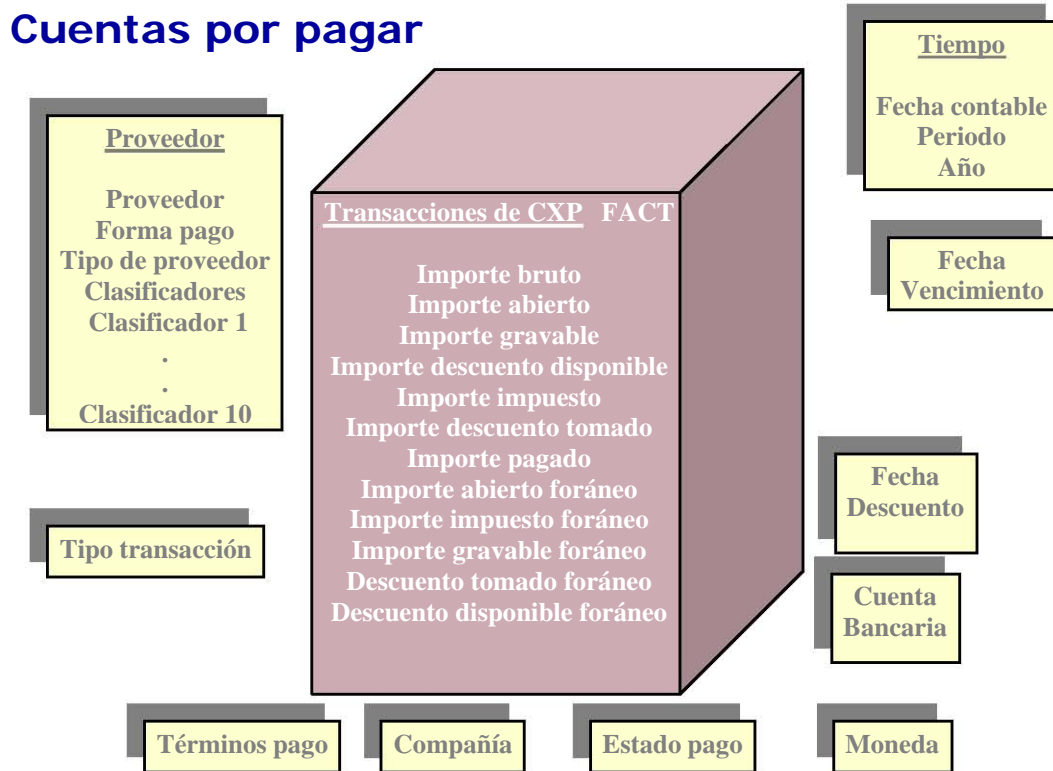 Cuentas por pagar
Tiempo
Fecha contable
Periodo
Año
Proveedor
Proveedor
Forma pago
Tipo de proveedor
Clasificadores
Clasificador 1
.
.
Clasificador 10
Transacciones de CXP FACT
Importe bruto
Importe abierto
Importe gravable
Importe descuento disponible
Importe impuesto
Importe descuento tomado
Importe pagado
Importe abierto foráneo
Importe impuesto foráneo
Importe gravable foráneo
Descuento tomado foráneo
Descuento disponible foráneo
Fecha
Vencimiento
Fecha
Descuento
Tipo transacción
Cuenta
Bancaria
Términos pago
Compañía
Estado pago
Moneda